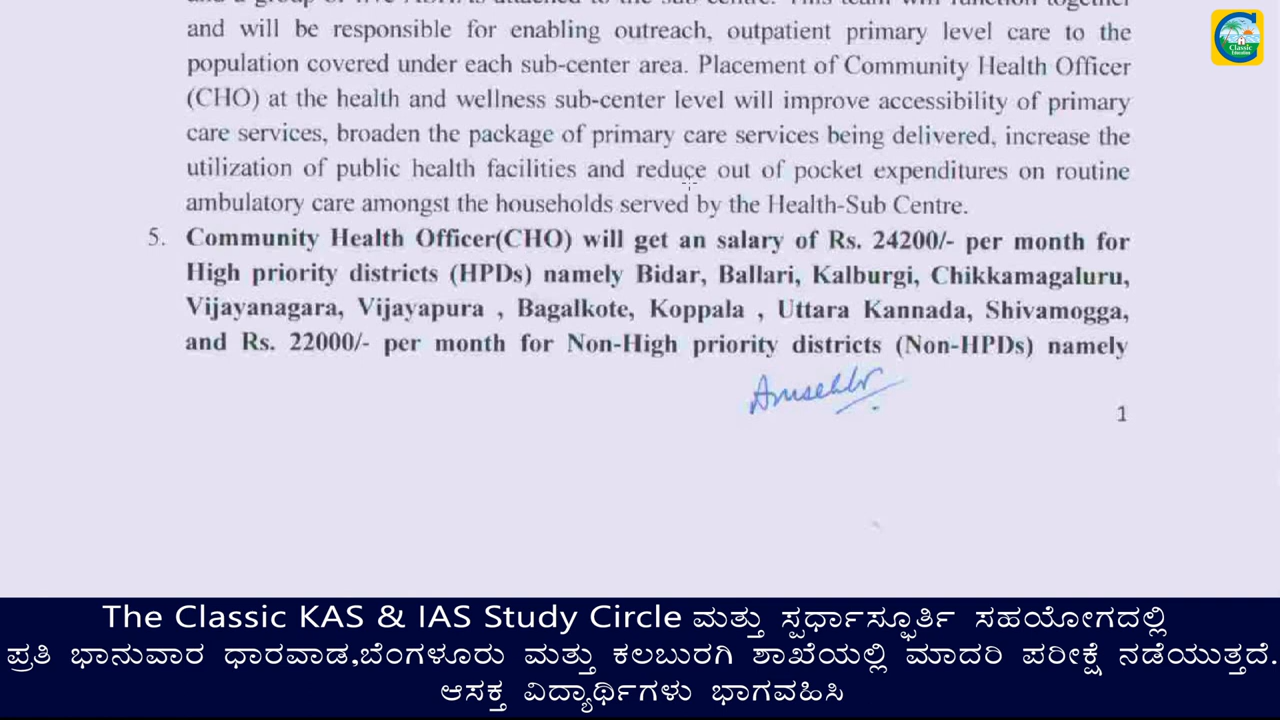 and will be responsible for enabling outreach, outpatient primary level care to the
population covered under each sub-center area. Placement of Community Health Officer
(CHO) at the health and wellness sub-center level will improve accessibility of primary
care services, broaden the package of primary care services being delivered, increase the
utilization of public health facilities and reduce out of pocket expenditures on routine
ambulatory care amongst the households served by the Health-Sub Centre.
5. Community Health Officer(CHO) will get an salary of Rs. 24200/- per month for
High priority districts (HPDs) namely Bidar, Ballari, Kalburgi, Chikkamagaluru,
Vijayanagara, Vijayapura , Bagalkote, Koppala , Uttara Kannada, Shivamogga,
and Rs. 22000/- per month for Non-High priority districts (Non-HPDs) namely
1
Classic
Education
The Classic KAS & IAS Study Circle ಮತ್ತು ಸ್ಪರ್ಧಾಸ್ಫೂರ್ತಿ ಸಹಯೋಗದಲ್ಲಿ
ಪ್ರತಿ ಭಾನುವಾರ ಧಾರವಾಡ,ಬೆಂಗಳೂರು ಮತ್ತು ಕಲಬುರಗಿ ಶಾಖೆಯಲ್ಲಿ ಮಾದರಿ ಪರೀಕ್ಷೆ ನಡೆಯುತ್ತದೆ.
ಆಸಕ್ತ ವಿದ್ಯಾರ್ಥಿಗಳು ಭಾಗವಹಿಸಿ